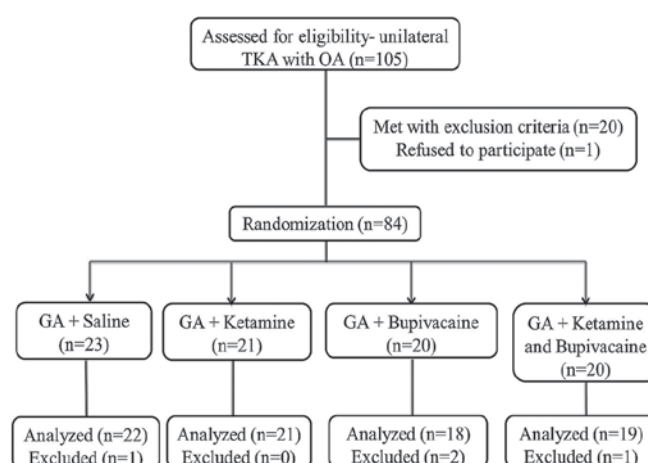 Assessed for eligibility- unilateral
TKA with OA (n=105)
Met with exclusion criteria (n=20)
Refused to participate (n=1)
Randomization (n=84)
GA + Saline
(n=23)
GA + Ketamine
(n=21)
GA + Bupivacaine
(n=20)
GA + Ketamine
and Bupivacaine
(n=20)
Analyzed (n=22)
Excluded (n=1)
Analyzed (n=21)
Excluded (n=0)
Analyzed (n=18)
Excluded (n=2)
Analyzed (n=19)
Excluded (n=1)